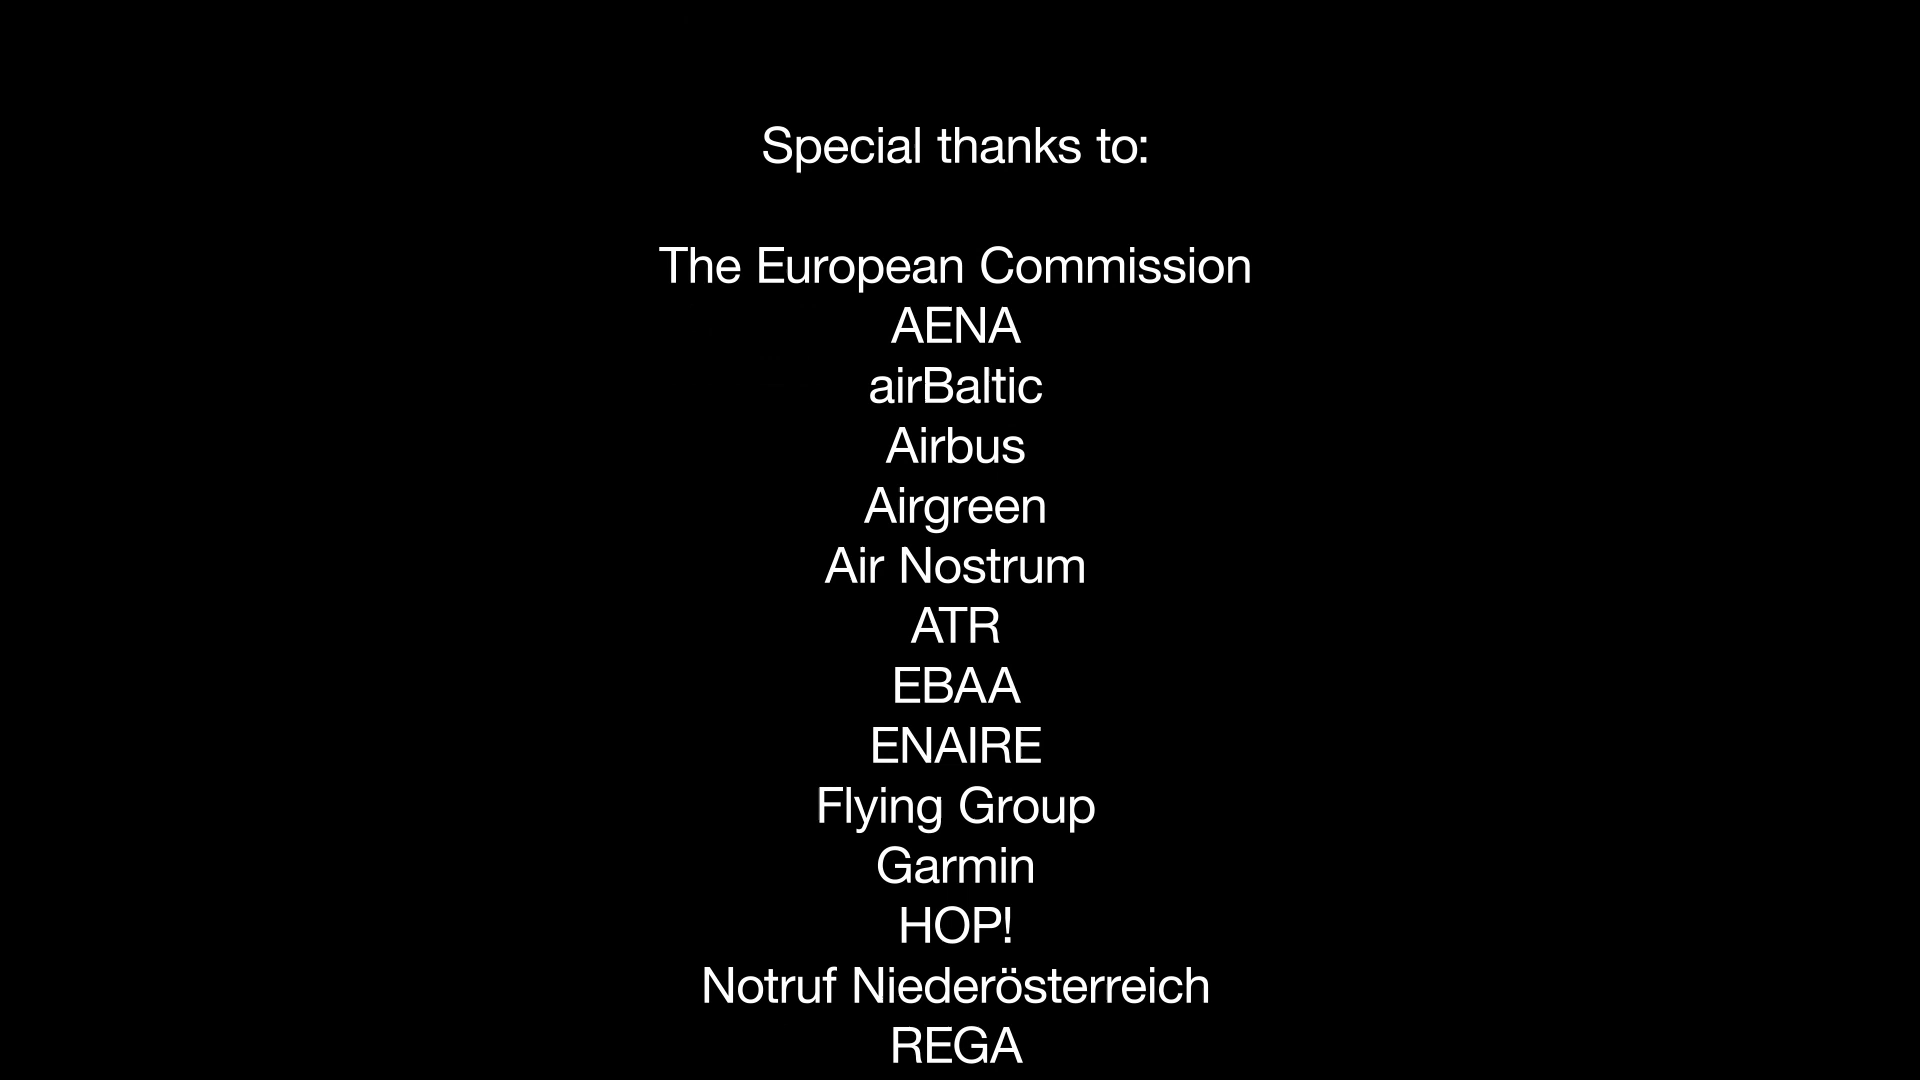 Special thanks to:
The European Commission
AENA
airBaltic
Airbus
Airgreen
Air Nostrum
ATR
EBAA
ENAIRE
Flying Group
Garmin
HOP!
Notruf Niederösterreich
REGA